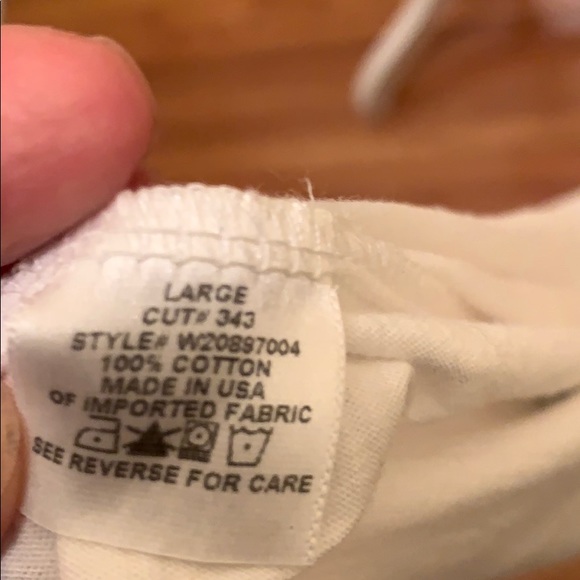 LARGE
CUT# 343
STYLE# W20897004
100% COTTON
MADE IN USA
OF IMPORTED FABRIC
SEE REVERSE FOR CARE